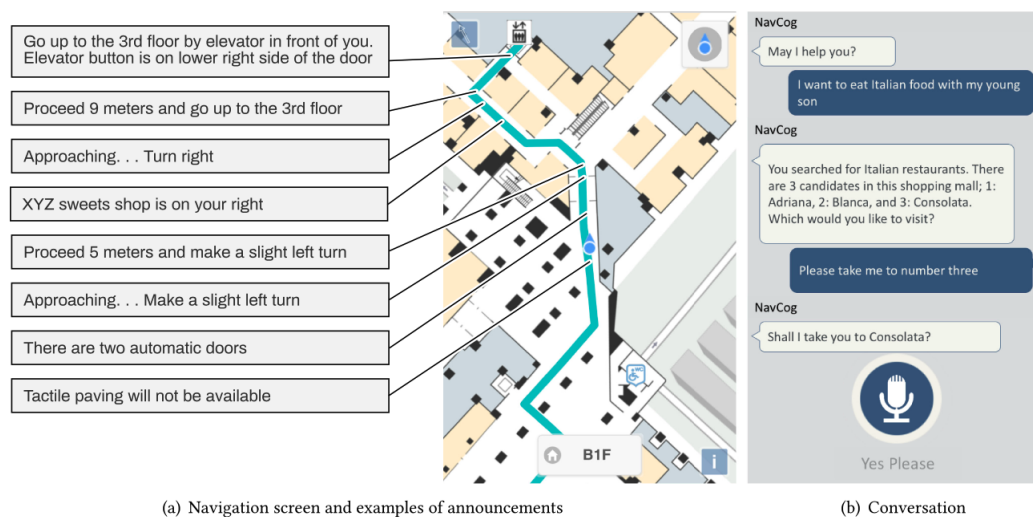 Go up to the 3rd floor by elevator in front of you.
Elevator button is on lower right side of the door
Proceed 9 meters and go up to the 3rd floor
Approaching. . . Turn right
XYZ sweets shop is on your right
Proceed 5 meters and make a slight left turn
Approaching. . . Make a slight left turn
There are two automatic doors
Tactile paving will not be available
WC
B1F
i
(a) Navigation screen and examples of announcements
NavCog
May I help you?
I want to eat Italian food with my young
son
NavCog
You searched for Italian restaurants. There
are 3 candidates in this shopping mall; 1:
Adriana, 2: Blanca, and 3: Consolata.
Which would you like to visit?
Please take me to number three
NavCog
Shall I take you to Consolata?
Yes Please
(b) Conversation